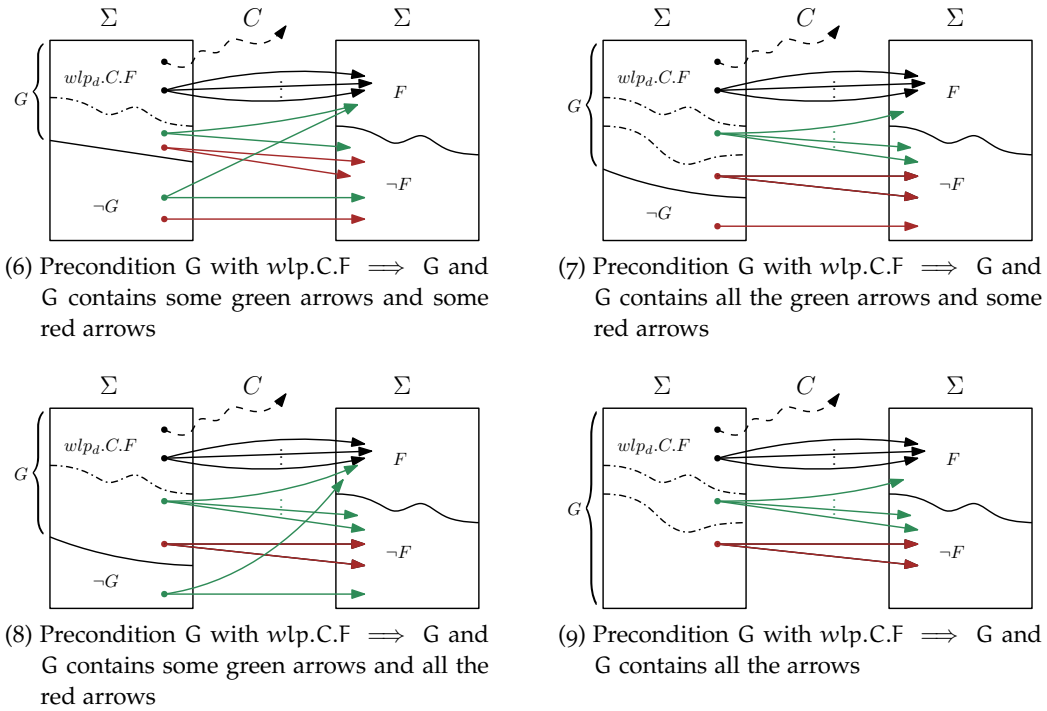 Σ C Σ
wlp_d.C.F
G
F
¬F
¬G
(6) Precondition G with wlp.C.F ⟹ G and
G contains some green arrows and some
red arrows
Σ C Σ
wlp_d.C.F
G
F
¬F
¬G
(7) Precondition G with wlp.C.F ⟹ G and
G contains all the green arrows and some
red arrows
Σ C Σ
wlp_d.C.F
G
F
¬F
¬G
(8) Precondition G with wlp.C.F ⟹ G and
G contains some green arrows and all the
red arrows
Σ C Σ
wlp_d.C.F
F
G
¬F
(9) Precondition G with wlp.C.F ⟹ G and
G contains all the arrows